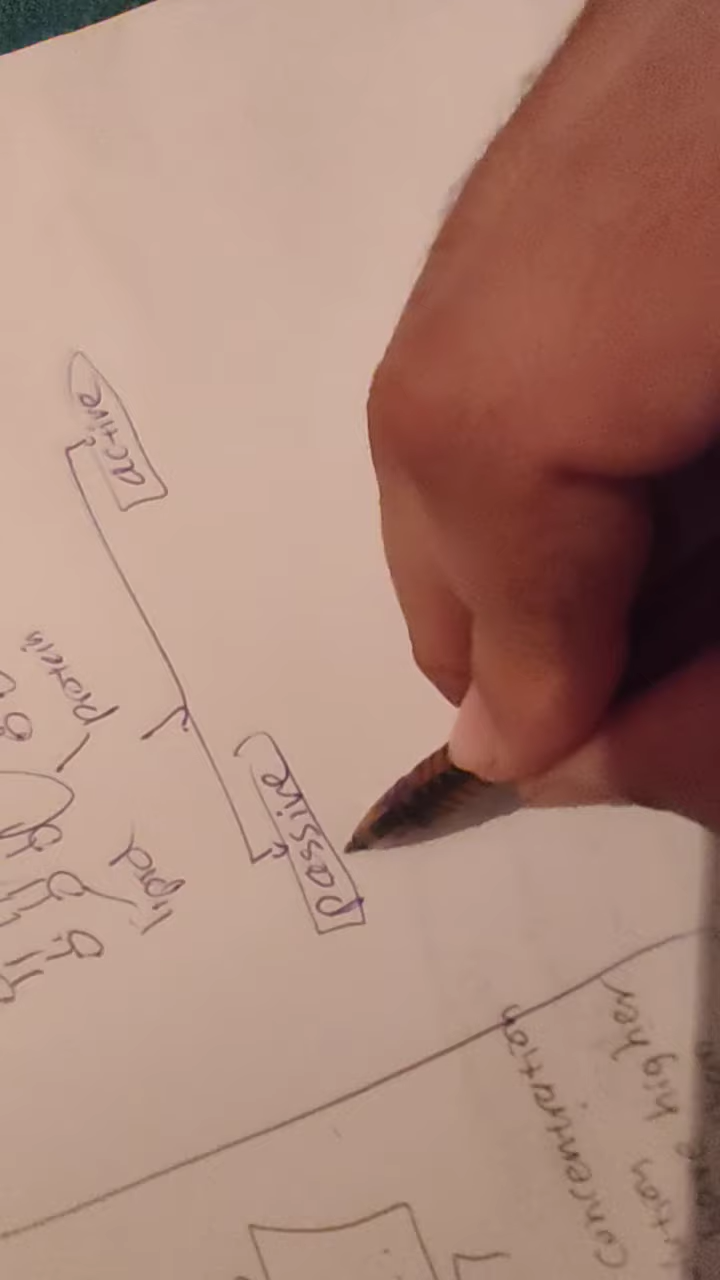 passive
active
lipid
protein
concentration
higher